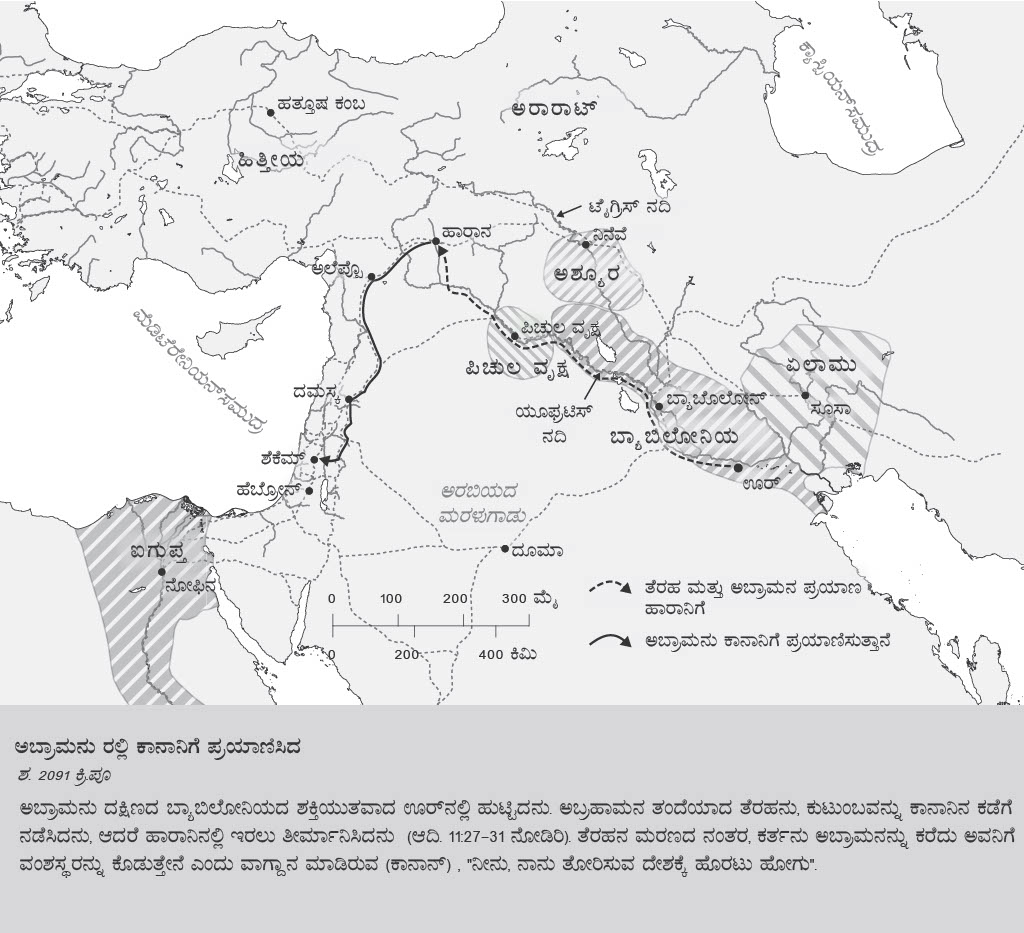 ಕ್ಯಾಸ್ಪಿಯನ್ ಸಮುದ್ರ
ಹತ್ತೂಷ ಕಂಬ
ಅರಾರಾಟ್
ಹಿತ್ತೀಯ
ಟೈಗ್ರಿಸ್ ನದಿ
ಹಾರಾನ
ನಿನೆವೆ
ಅಲೆಪ್ಪೊ
ಅಶ್ಯೂರ
ಮೆಡಿಟೆರೇನಿಯನ್ ಸಮುದ್ರ
ಪಿಚುಲ ವೃಕ್ಷ
ಪಿಚುಲ ವೃಕ್ಷ
ಏಲಾಮು
ದಮಸ್ಕ
ಬ್ಯಾಬೊಲೋನ್
ಸೂಸಾ
ಯೂಫ್ರಟಿಸ್
ನದಿ
ಬ್ಯಾಬಿಲೋನಿಯ
ಶೆಕೆಮ್
ಊರ್
ಹೆಬ್ರೋನ್
ಅರಬಿಯದ
ಮರಳುಗಾಡು
ಐಗುಪ್ತ
ದೂಮಾ
ನೋಫಿನ
0 100 200 300 ಮೈ
0 200 400 ಕಿಮಿ
ತೆರಹ ಮತ್ತು ಅಬ್ರಾಮನ ಪ್ರಯಾಣ
ಹಾರಾನಿಗೆ
ಅಬ್ರಾಮನು ಕಾನಾನಿಗೆ ಪ್ರಯಾಣಿಸುತ್ತಾನೆ
ಅಬ್ರಾಮನು ರಲ್ಲಿ ಕಾನಾನಿಗೆ ಪ್ರಯಾಣಿಸಿದ
ಶ. 2091 ಕ್ರಿ.ಪೂ
ಅಬ್ರಾಮನು ದಕ್ಷಿಣದ ಬ್ಯಾಬಿಲೋನಿಯದ ಶಕ್ತಿಯುತವಾದ ಊರ್‌ನಲ್ಲಿ ಹುಟ್ಟಿದನು. ಅಬ್ರಹಾಮನ ತಂದೆಯಾದ ತೆರಹನು, ಕುಟುಂಬವನ್ನು ಕಾನಾನಿನ ಕಡೆಗೆ
ನಡೆಸಿದನು, ಆದರೆ ಹಾರಾನಿನಲ್ಲಿ ಇರಲು ತೀರ್ಮಾನಿಸಿದನು (ಆದಿ. 11:27–31 ನೋಡಿರಿ). ತೆರಹನ ಮರಣದ ನಂತರ, ಕರ್ತನು ಅಬ್ರಾಮನನ್ನು ಕರೆದು ಅವನಿಗೆ
ವಂಶಸ್ಥರನ್ನು ಕೊಡುತ್ತೇನೆ ಎಂದು ವಾಗ್ದಾನ ಮಾಡಿರುವ (ಕಾನಾನ್) , "ನೀನು, ನಾನು ತೋರಿಸುವ ದೇಶಕ್ಕೆ ಹೊರಟು ಹೋಗು".